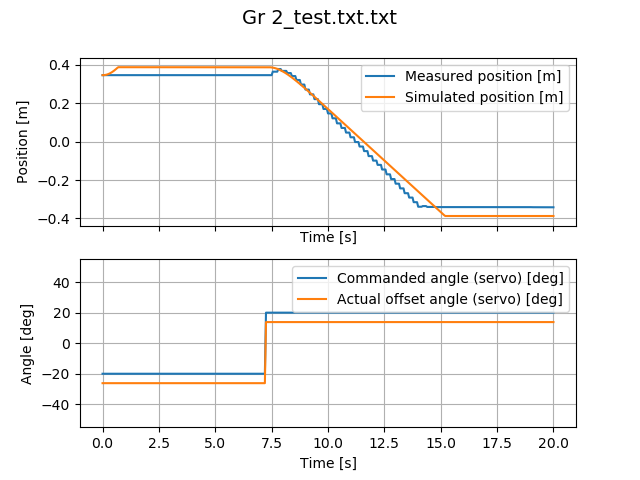 Gr 2_test.txt.txt
0.4
0.2
0.0
−0.2
−0.4
Position [m]
Measured position [m]
Simulated position [m]
Time [s]
40
20
0
−20
−40
Angle [deg]
Commanded angle (servo) [deg]
Actual offset angle (servo) [deg]
0.0 2.5 5.0 7.5 10.0 12.5 15.0 17.5 20.0
Time [s]